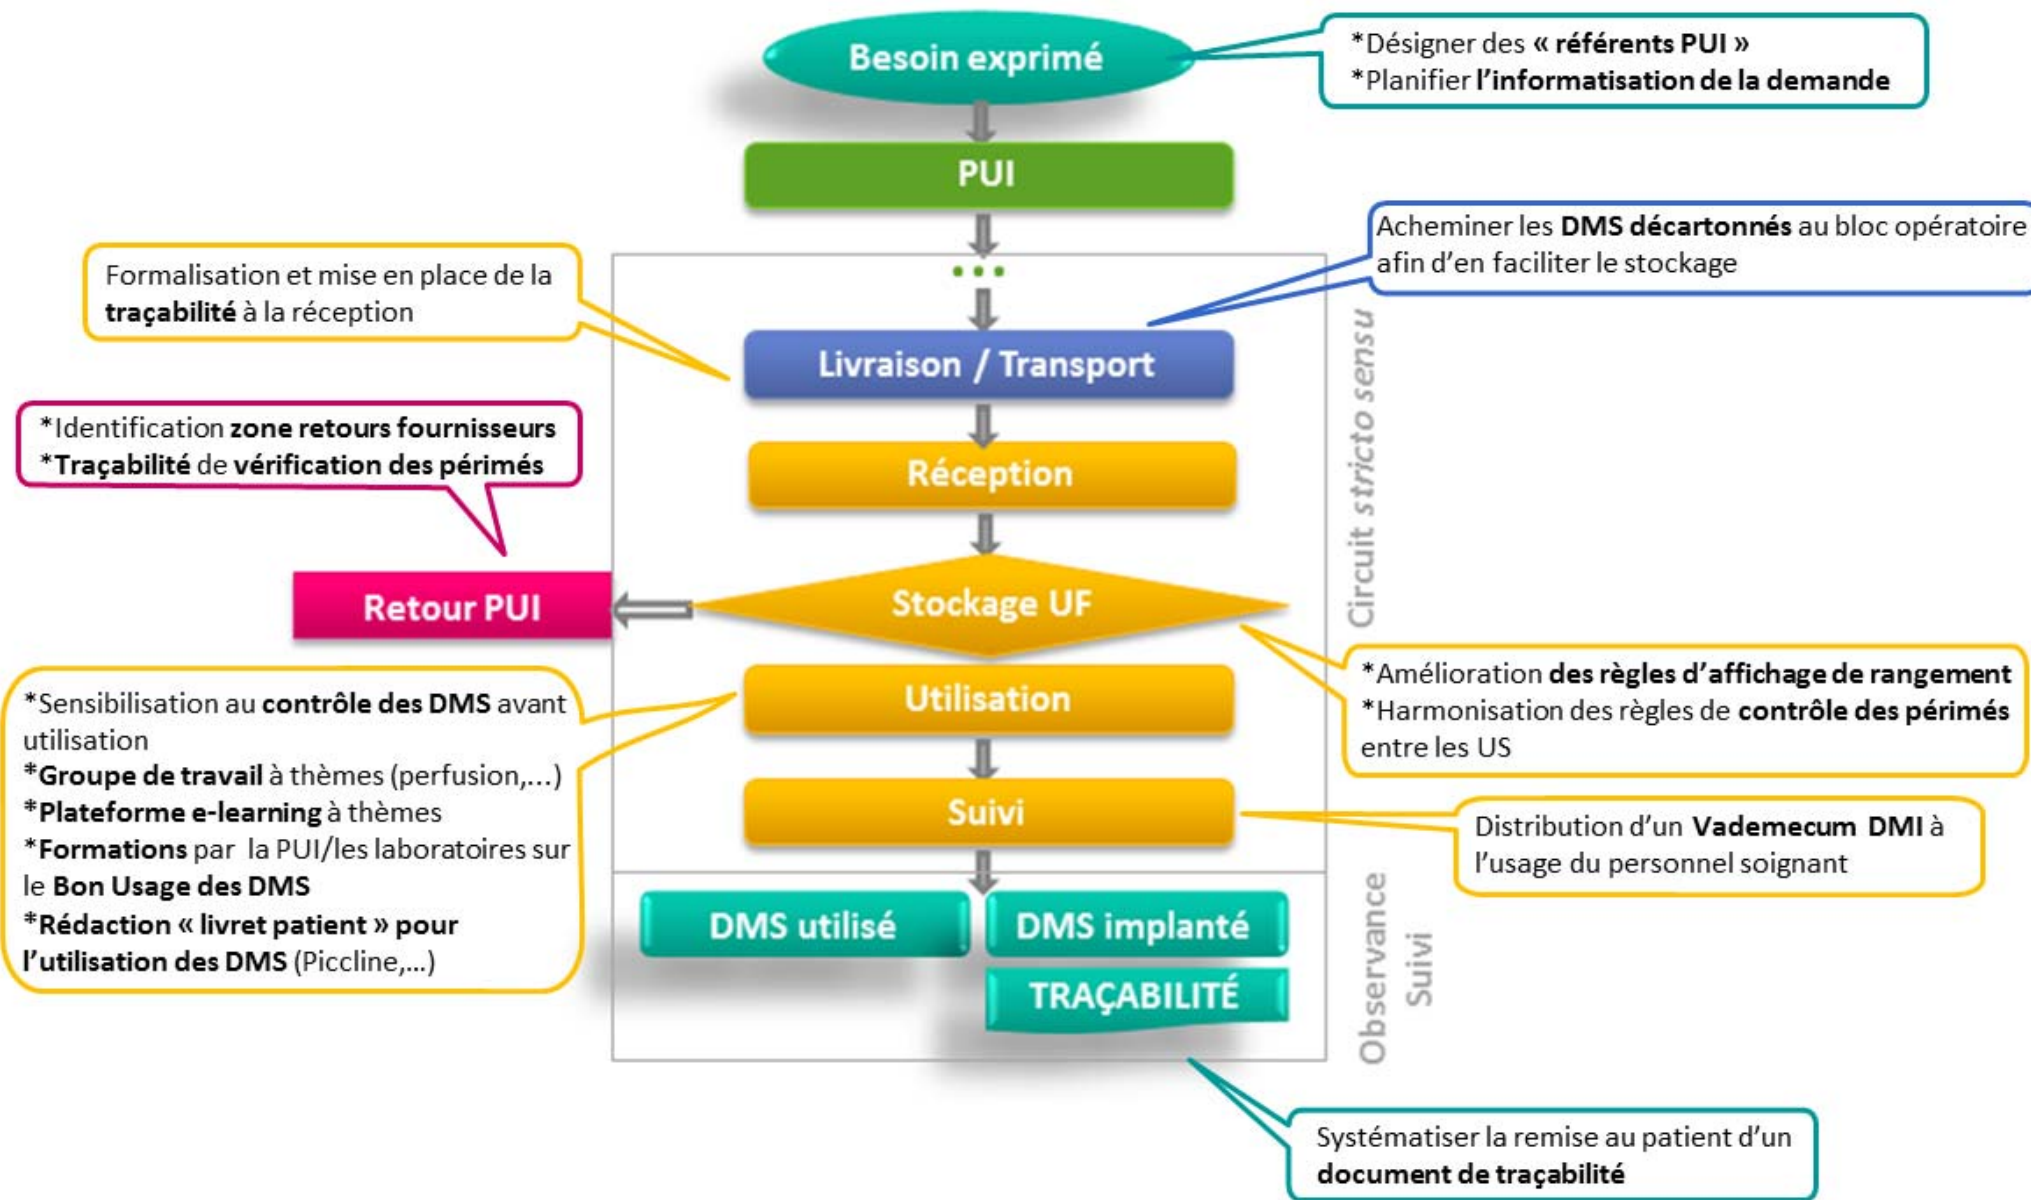 Besoin exprimé
*Désigner des « référents PUI »
*Planifier l'informatisation de la demande
PUI
Acheminer les DMS décartonnés au bloc opératoire
afin d'en faciliter le stockage
Formalisation et mise en place de la
traçabilité à la réception
...
Livraison / Transport
Circuit stricto sensu
*Identification zone retours fournisseurs
*Traçabilité de vérification des périmés
Réception
Retour PUI
Stockage UF
*Amélioration des règles d'affichage de rangement
*Harmonisation des règles de contrôle des périmés
entre les US
*Sensibilisation au contrôle des DMS avant
utilisation
*Groupe de travail à thèmes (perfusion,...)
*Plateforme e-learning à thèmes
*Formations par la PUI/les laboratoires sur
le Bon Usage des DMS
*Rédaction « livret patient » pour
l'utilisation des DMS (Piccline,...)
Utilisation
Suivi
Distribution d'un Vademecum DMI à
l'usage du personnel soignant
DMS utilisé
DMS implanté
TRAÇABILITÉ
Observance
Suivi
Systématiser la remise au patient d'un
document de traçabilité